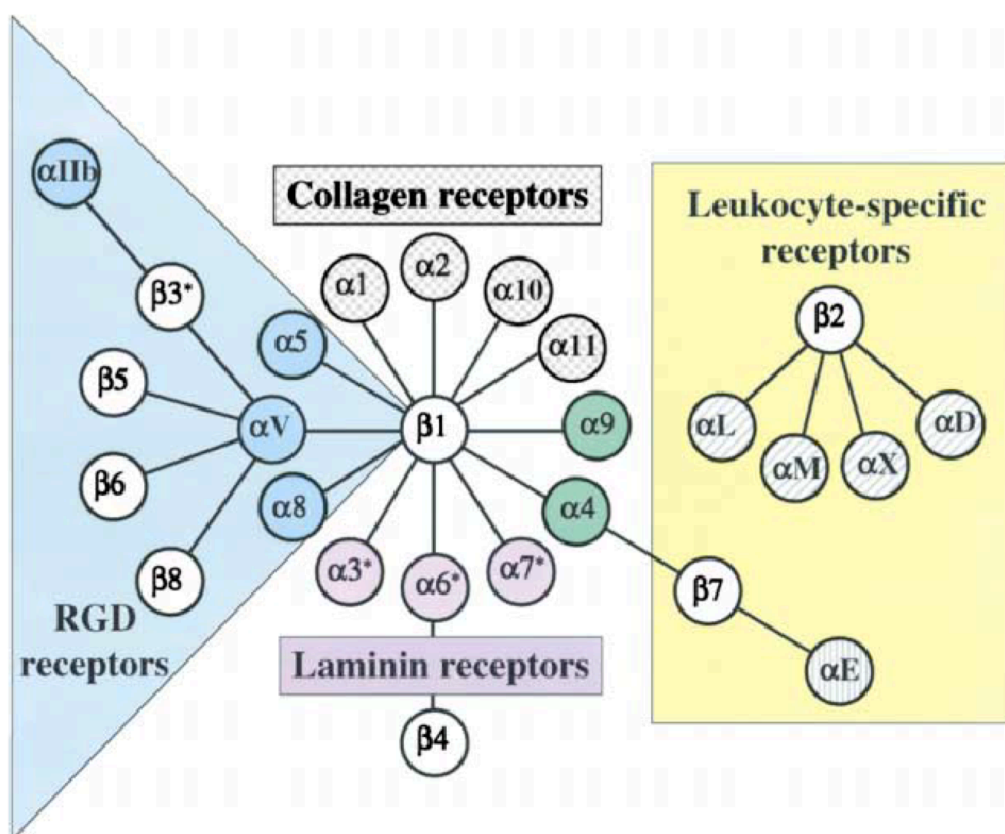 αIIb
Collagen receptors
Leukocyte-specific
receptors
α2
α1
α10
β3*
β2
α5
α11
β5
αV
β1
α9
αL
αM
αX
αD
β6
α8
α4
β8
α3*
α6*
α7*
β7
RGD
receptors
Laminin receptors
αE
β4